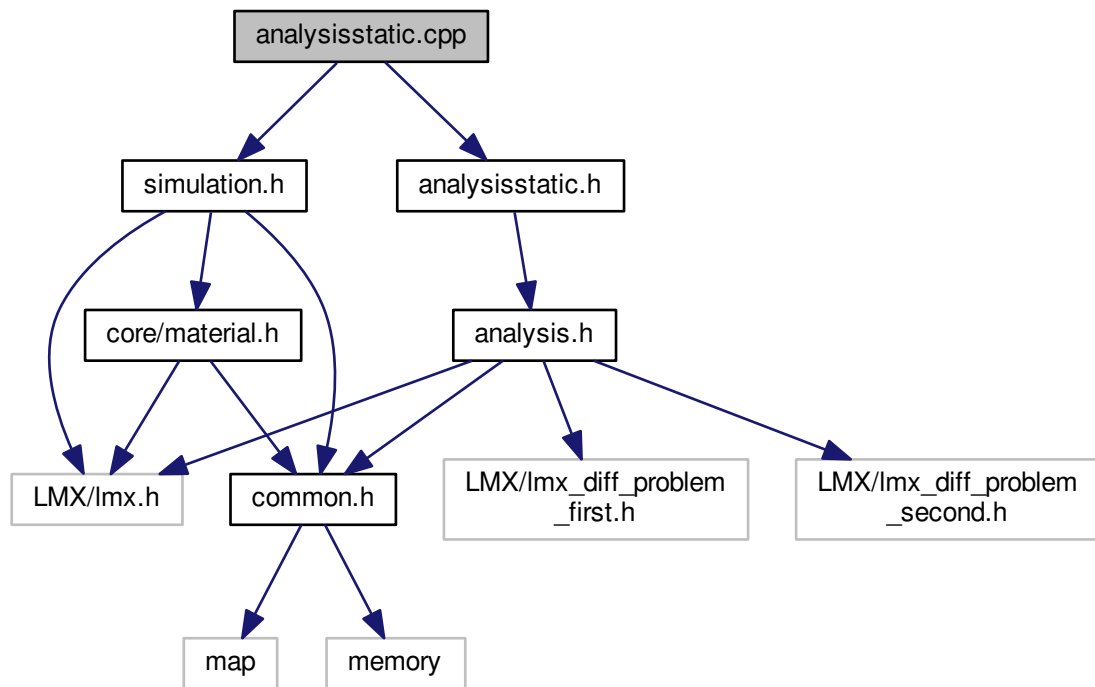 analysisstatic.cpp
simulation.h
analysisstatic.h
core/material.h
analysis.h
LMX/lmx.h
common.h
LMX/lmx_diff_problem
_first.h
LMX/lmx_diff_problem
_second.h
map
memory